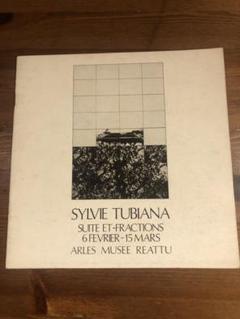 SYLVIE TUBIANA
SUITE ET-FRACTIONS
6 FEVRIER-15 MARS
ARLES MUSEE REATTU